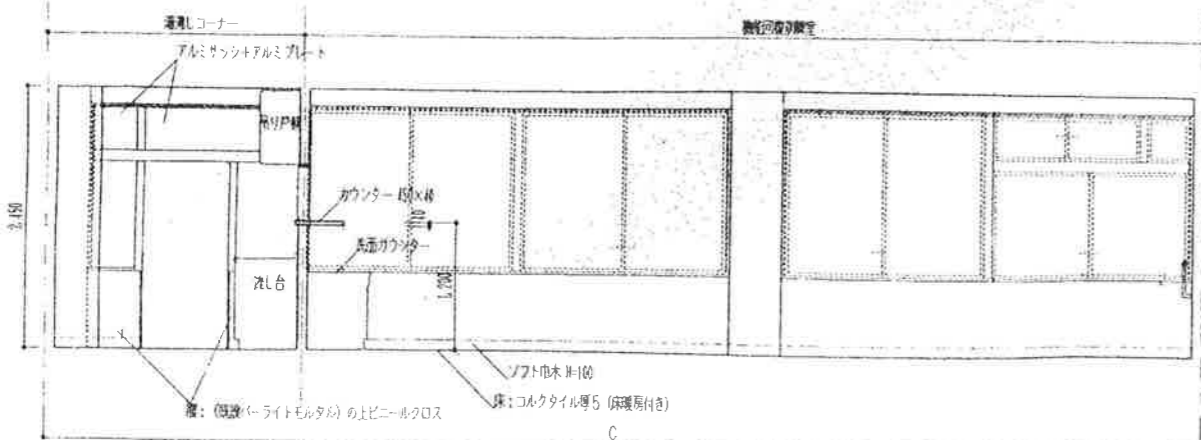 湯沸しコーナー
機能回復訓練室
アルミサッシ+アルミプレート
吊り戸棚
2,450
カウンター 450×40
洗面カウンター
1,200
流し台
ソフト巾木 H=100
床:コルクタイル厚5 (床暖房付き)
壁: (既設パーライトモルタル) の上ビニールクロス
C